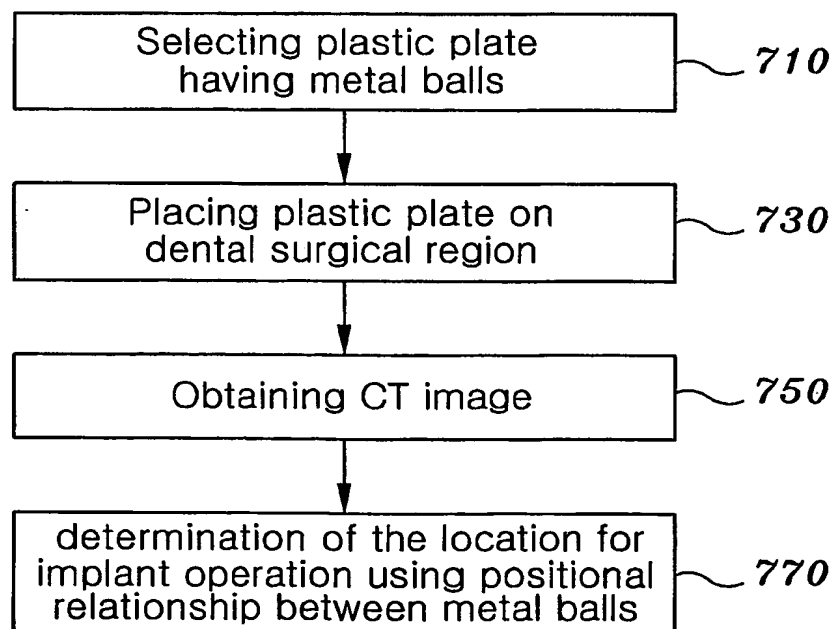 Selecting plastic plate
having metal balls
710
Placing plastic plate on
dental surgical region
730
Obtaining CT image
750
determination of the location for
implant operation using positional
relationship between metal balls
770